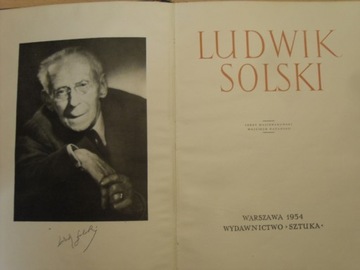 LUDWIK
SOLSKI
WARSZAWA 1954
WYDAWNICTWO «SZTUKA»